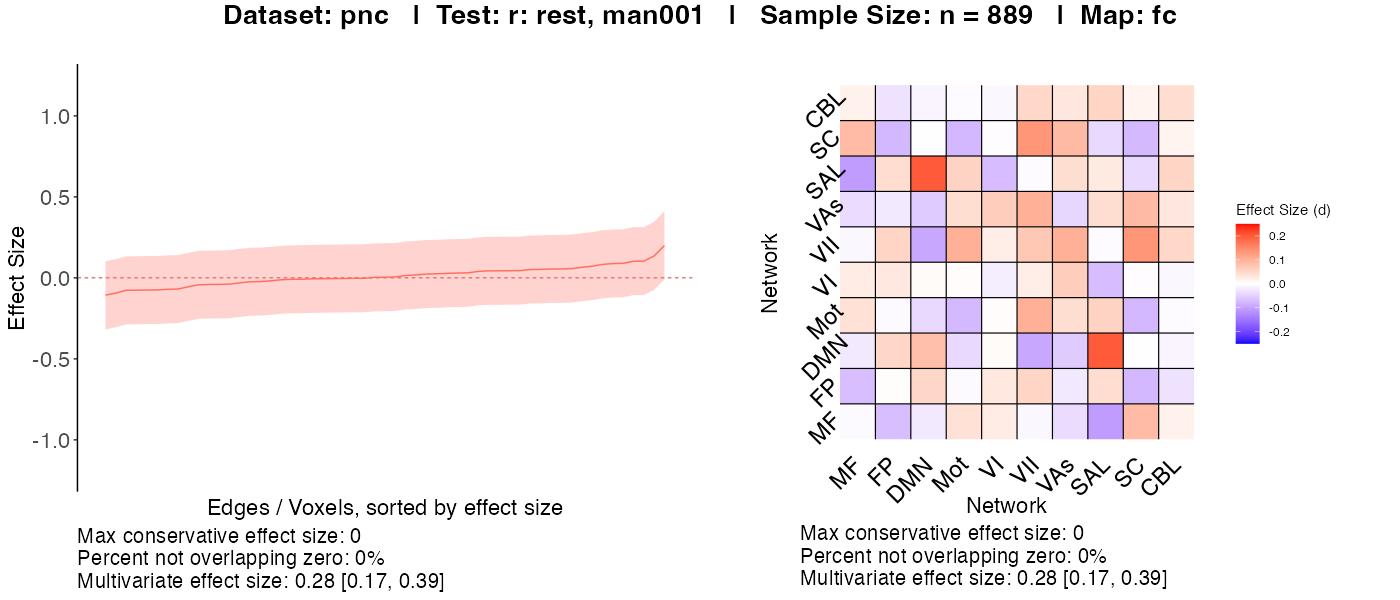 Dataset: pnc | Test: r: rest, man001 | Sample Size: n = 889 | Map: fc
Effect Size
1.0
0.5
0.0
-0.5
-1.0
Edges / Voxels, sorted by effect size
Max conservative effect size: 0
Percent not overlapping zero: 0%
Multivariate effect size: 0.28 [0.17, 0.39]
Network
CBL
SC
SAL
VAs
VII
VI
Mot
DMN
FP
MF
MF
FP
DMN
Mot
VI
VII
VAs
SAL
SC
CBL
Network
Max conservative effect size: 0
Percent not overlapping zero: 0%
Multivariate effect size: 0.28 [0.17, 0.39]
Effect Size (d)
0.2
0.1
0.0
-0.1
-0.2